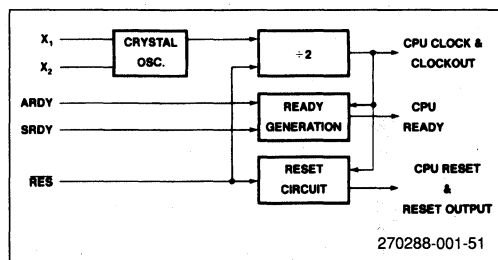 X₁
X₂
CRYSTAL
OSC.
÷2
CPU CLOCK &
CLOCKOUT
ARDY
SRDY
READY
GENERATION
CPU
READY
R̅E̅S̅
RESET
CIRCUIT
CPU RESET
&
RESET OUTPUT
270288-001-51